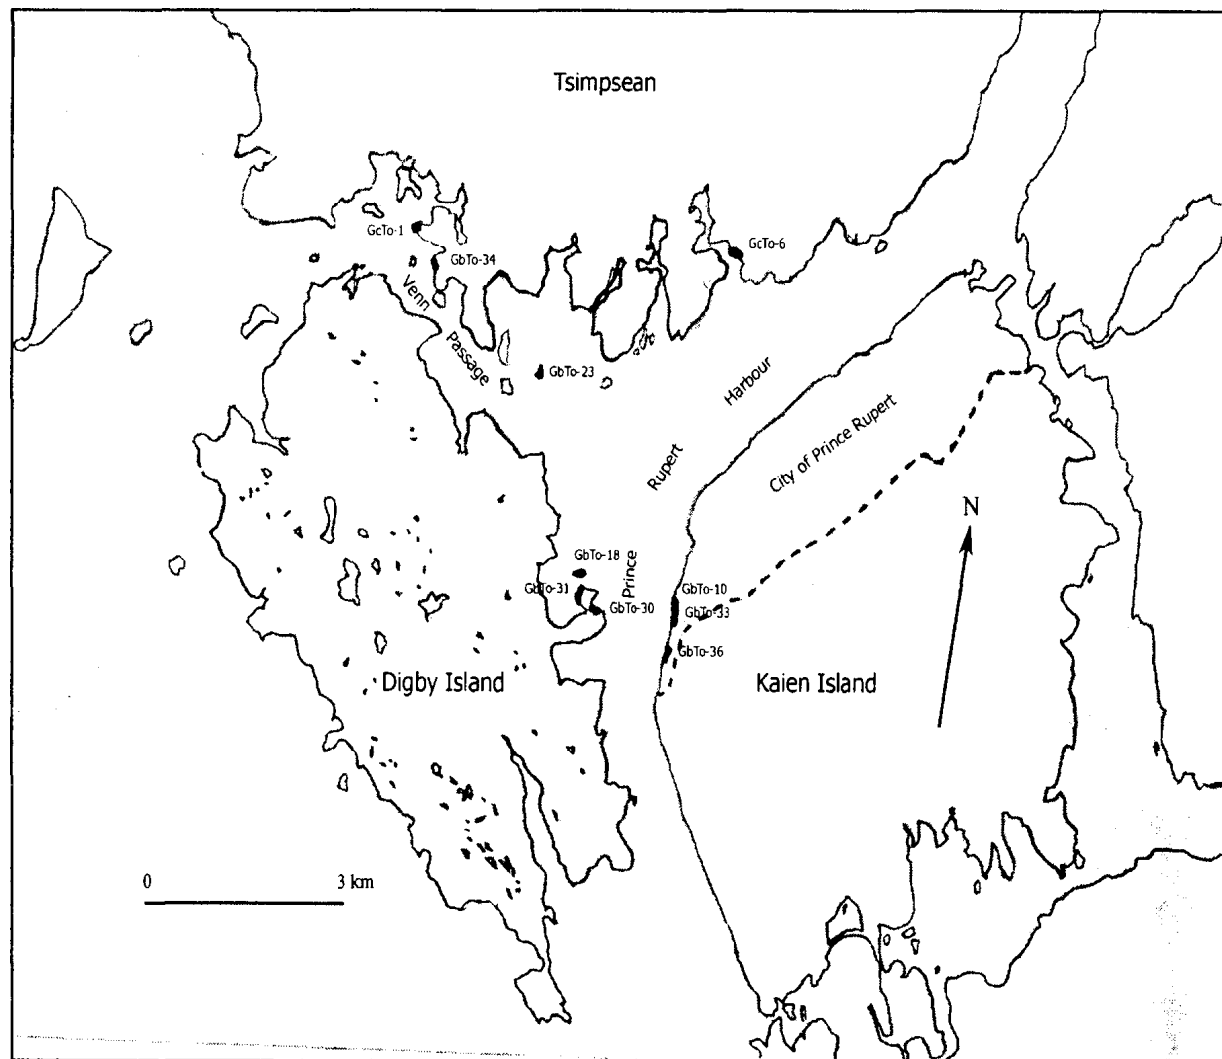 Tsimpsean
GcTo-1
GbTo-34
GcTo-6
Venn
Passage
GbTo-23
Harbour
Rupert
City of Prince Rupert
N
GbTo-18
Prince
GbTo-31
GbTo-30
GbTo-10
GbTo-33
GbTo-36
Digby Island
Kaien Island
0 3 km